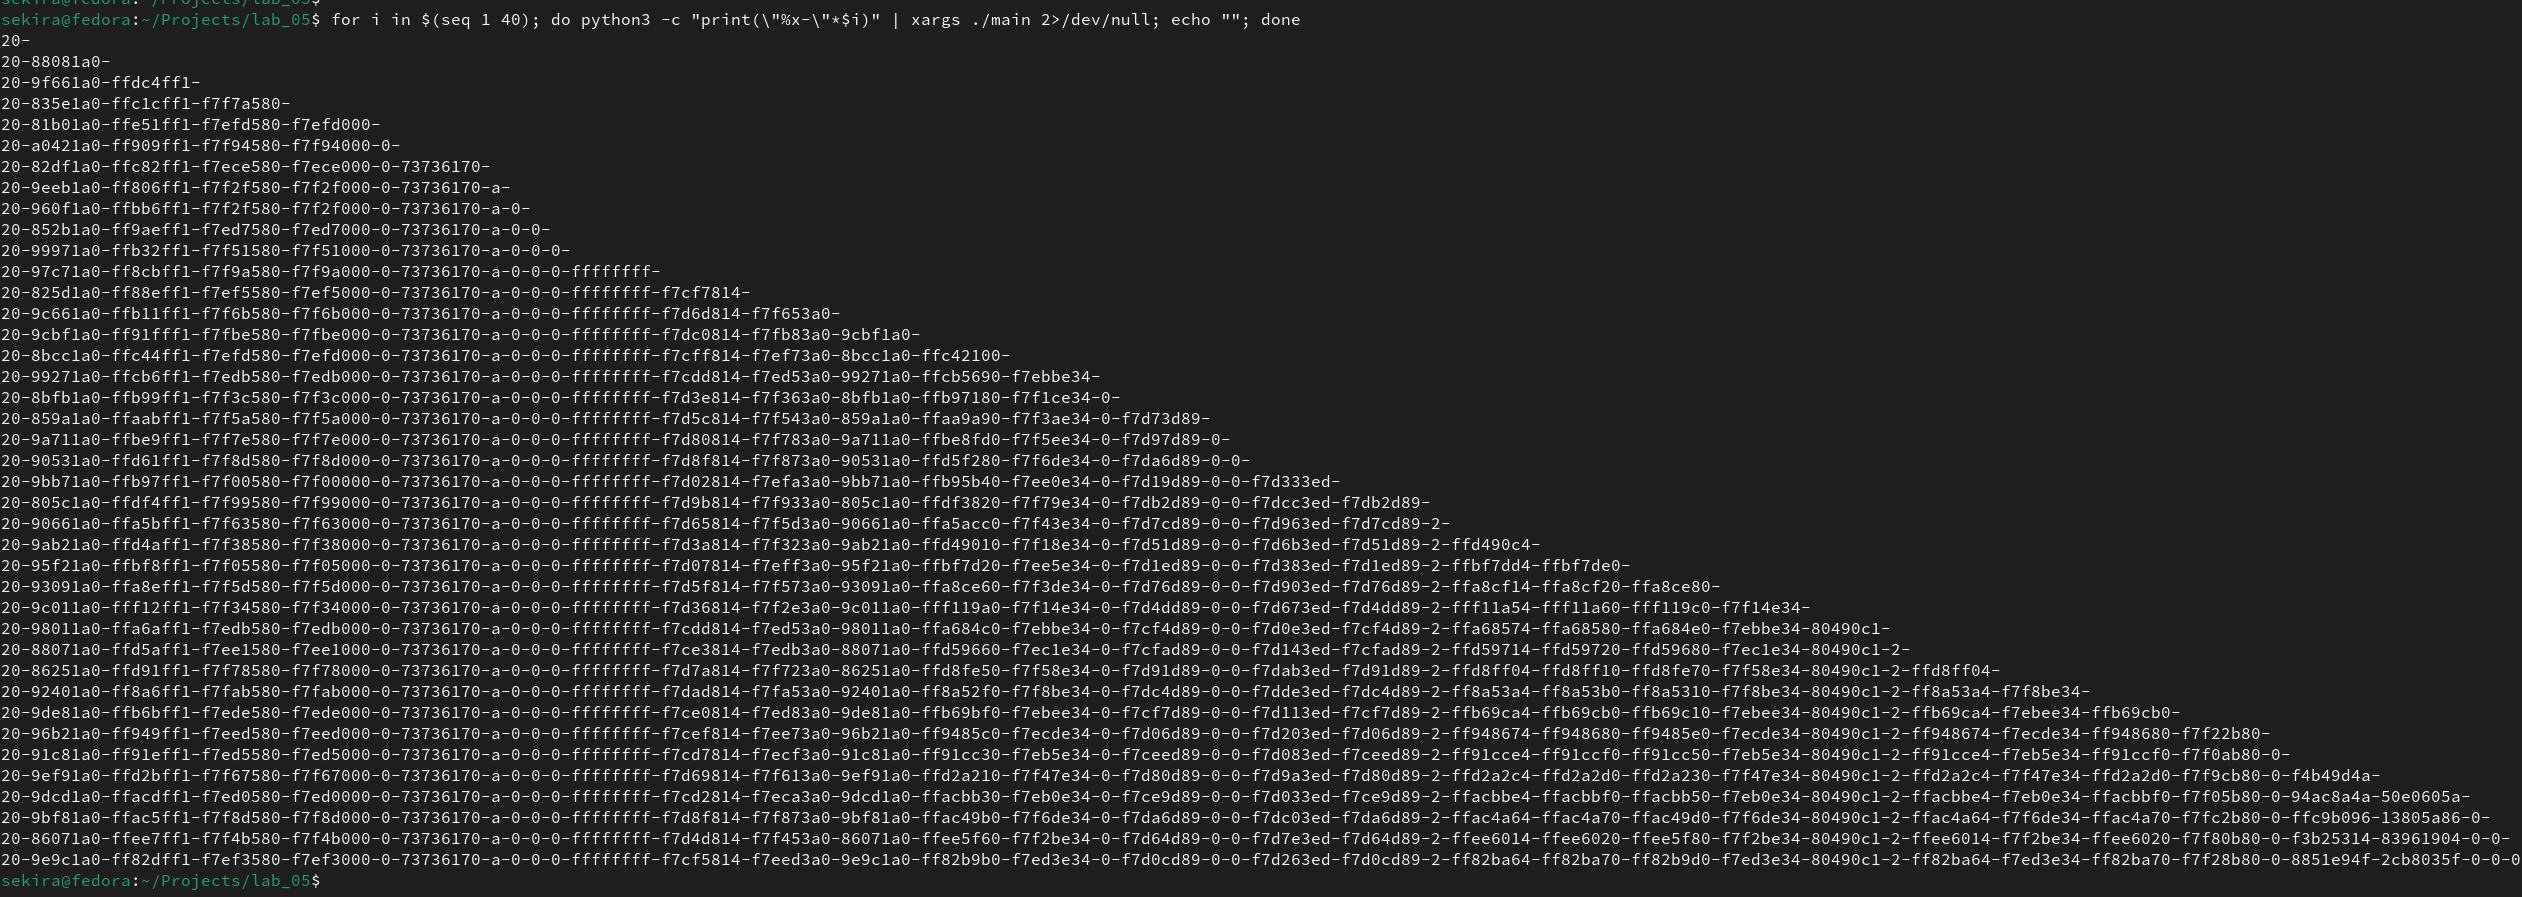 sekira@fedora:~/Projects/lab_05$
sekira@fedora:~/Projects/lab_05$ for i in $(seq 1 40); do python3 -c "print(\"%x-\"*$i)" | xargs ./main 2>/dev/null; echo ""; done
20-
20-88081a0-
20-9f661a0-ffdc4ff1-
20-835e1a0-ffc1cff1-f7f7a580-
20-81b01a0-ffe51ff1-f7efd580-f7efd000-
20-a0421a0-ff909ff1-f7f94580-f7f94000-0-
20-82df1a0-ffc82ff1-f7ece580-f7ece000-0-73736170-
20-9eeb1a0-ff806ff1-f7f2f580-f7f2f000-0-73736170-a-
20-960f1a0-ffbb6ff1-f7f2f580-f7f2f000-0-73736170-a-0-
20-852b1a0-ff9aeff1-f7ed7580-f7ed7000-0-73736170-a-0-0-
20-99971a0-ffb32ff1-f7f51580-f7f51000-0-73736170-a-0-0-0-
20-97c71a0-ff8cbff1-f7f9a580-f7f9a000-0-73736170-a-0-0-0-ffffffff-
20-825d1a0-ff88eff1-f7ef5580-f7ef5000-0-73736170-a-0-0-0-ffffffff-f7cf7814-
20-9c661a0-ffb11ff1-f7f6b580-f7f6b000-0-73736170-a-0-0-0-ffffffff-f7d6d814-f7f653a0-
20-9cbf1a0-ff91fff1-f7fbe580-f7fbe000-0-73736170-a-0-0-0-ffffffff-f7dc0814-f7fb83a0-9cbf1a0-
20-8bcc1a0-ffc44ff1-f7efd580-f7efd000-0-73736170-a-0-0-0-ffffffff-f7cff814-f7ef73a0-8bcc1a0-ffc42100-
20-99271a0-ffcb6ff1-f7edb580-f7edb000-0-73736170-a-0-0-0-ffffffff-f7cdd814-f7ed53a0-99271a0-ffcb5690-f7ebbe34-
20-8bfb1a0-ffb99ff1-f7f3c580-f7f3c000-0-73736170-a-0-0-0-ffffffff-f7d3e814-f7f363a0-8bfb1a0-ffb97180-f7f1ce34-0-
20-859a1a0-ffaabff1-f7f5a580-f7f5a000-0-73736170-a-0-0-0-ffffffff-f7d5c814-f7f543a0-859a1a0-ffaa9a90-f7f3ae34-0-f7d73d89-
20-9a711a0-ffbe9ff1-f7f7e580-f7f7e000-0-73736170-a-0-0-0-ffffffff-f7d80814-f7f783a0-9a711a0-ffbe8fd0-f7f5ee34-0-f7d97d89-0-
20-90531a0-ffd61ff1-f7f8d580-f7f8d000-0-73736170-a-0-0-0-ffffffff-f7d8f814-f7f873a0-90531a0-ffd5f280-f7f6de34-0-f7da6d89-0-0-
20-9bb71a0-ffb97ff1-f7f00580-f7f00000-0-73736170-a-0-0-0-ffffffff-f7d02814-f7efa3a0-9bb71a0-ffb95b40-f7ee0e34-0-f7d19d89-0-0-f7d333ed-
20-805c1a0-ffdf4ff1-f7f99580-f7f99000-0-73736170-a-0-0-0-ffffffff-f7d9b814-f7f933a0-805c1a0-ffdf3820-f7f79e34-0-f7db2d89-0-0-f7dcc3ed-f7db2d89-
20-90661a0-ffa5bff1-f7f63580-f7f63000-0-73736170-a-0-0-0-ffffffff-f7d65814-f7f5d3a0-90661a0-ffa5acc0-f7f43e34-0-f7d7cd89-0-0-f7d963ed-f7d7cd89-2-
20-9ab21a0-ffd4aff1-f7f38580-f7f38000-0-73736170-a-0-0-0-ffffffff-f7d3a814-f7f323a0-9ab21a0-ffd49010-f7f18e34-0-f7d51d89-0-0-f7d6b3ed-f7d51d89-2-ffd490c4-
20-95f21a0-ffbf8ff1-f7f05580-f7f05000-0-73736170-a-0-0-0-ffffffff-f7d07814-f7eff3a0-95f21a0-ffbf7d20-f7ee5e34-0-f7d1ed89-0-0-f7d383ed-f7d1ed89-2-ffbf7dd4-ffbf7de0-
20-93091a0-ffa8eff1-f7f5d580-f7f5d000-0-73736170-a-0-0-0-ffffffff-f7d5f814-f7f573a0-93091a0-ffa8ce60-f7f3de34-0-f7d76d89-0-0-f7d903ed-f7d76d89-2-ffa8cf14-ffa8cf20-ffa8ce80-
20-9c011a0-fff12ff1-f7f34580-f7f34000-0-73736170-a-0-0-0-ffffffff-f7d36814-f7f2e3a0-9c011a0-fff119a0-f7f14e34-0-f7d4dd89-0-0-f7d673ed-f7d4dd89-2-fff11a54-fff11a60-fff119c0-f7f14e34-
20-98011a0-ffa6aff1-f7edb580-f7edb000-0-73736170-a-0-0-0-ffffffff-f7cdd814-f7ed53a0-98011a0-ffa684c0-f7ebbe34-0-f7cf4d89-0-0-f7d0e3ed-f7cf4d89-2-ffa68574-ffa68580-ffa684e0-f7ebbe34-80490c1-
20-88071a0-ffd5aff1-f7ee1580-f7ee1000-0-73736170-a-0-0-0-ffffffff-f7ce3814-f7edb3a0-88071a0-ffd59660-f7ec1e34-0-f7cfad89-0-0-f7d143ed-f7cfad89-2-ffd59714-ffd59720-ffd59680-f7ec1e34-80490c1-2-
20-86251a0-ffd91ff1-f7f78580-f7f78000-0-73736170-a-0-0-0-ffffffff-f7d7a814-f7f723a0-86251a0-ffd8fe50-f7f58e34-0-f7d91d89-0-0-f7dab3ed-f7d91d89-2-ffd8ff04-ffd8ff10-ffd8fe70-f7f58e34-80490c1-2-ffd8ff04-
20-92401a0-ff8a6ff1-f7fab580-f7fab000-0-73736170-a-0-0-0-ffffffff-f7dad814-f7fa53a0-92401a0-ff8a52f0-f7f8be34-0-f7dc4d89-0-0-f7dde3ed-f7dc4d89-2-ff8a53a4-ff8a53b0-ff8a5310-f7f8be34-80490c1-2-ff8a53a4-f7f8be34-
20-9de81a0-ffb6bff1-f7ede580-f7ede000-0-73736170-a-0-0-0-ffffffff-f7ce0814-f7ed83a0-9de81a0-ffb69bf0-f7ebee34-0-f7cf7d89-0-0-f7d113ed-f7cf7d89-2-ffb69ca4-ffb69cb0-ffb69c10-f7ebee34-80490c1-2-ffb69ca4-f7ebee34-ffb69cb0-
20-96b21a0-ff949ff1-f7eed580-f7eed000-0-73736170-a-0-0-0-ffffffff-f7cef814-f7ee73a0-96b21a0-ff9485c0-f7ecde34-0-f7d06d89-0-0-f7d203ed-f7d06d89-2-ff948674-ff948680-ff9485e0-f7ecde34-80490c1-2-ff948674-f7ecde34-ff948680-f7f22b80-
20-91c81a0-ff91eff1-f7ed5580-f7ed5000-0-73736170-a-0-0-0-ffffffff-f7cd7814-f7ecf3a0-91c81a0-ff91cc30-f7eb5e34-0-f7ceed89-0-0-f7d083ed-f7ceed89-2-ff91cce4-ff91ccf0-ff91cc50-f7eb5e34-80490c1-2-ff91cce4-f7eb5e34-ff91ccf0-f7f0ab80-0-
20-9ef91a0-ffd2bff1-f7f67580-f7f67000-0-73736170-a-0-0-0-ffffffff-f7d69814-f7f613a0-9ef91a0-ffd2a210-f7f47e34-0-f7d80d89-0-0-f7d9a3ed-f7d80d89-2-ffd2a2c4-ffd2a2d0-ffd2a230-f7f47e34-80490c1-2-ffd2a2c4-f7f47e34-ffd2a2d0-f7f9cb80-0-f4b49d4a-
20-9dcd1a0-ffacdff1-f7ed0580-f7ed0000-0-73736170-a-0-0-0-ffffffff-f7cd2814-f7eca3a0-9dcd1a0-ffacbb30-f7eb0e34-0-f7ce9d89-0-0-f7d033ed-f7ce9d89-2-ffacbbe4-ffacbbf0-ffacbb50-f7eb0e34-80490c1-2-ffacbbe4-f7eb0e34-ffacbbf0-f7f05b80-0-94ac8a4a-50e0605a-
20-9bf81a0-ffac5ff1-f7f8d580-f7f8d000-0-73736170-a-0-0-0-ffffffff-f7d8f814-f7f873a0-9bf81a0-ffac49b0-f7f6de34-0-f7da6d89-0-0-f7dc03ed-f7da6d89-2-ffac4a64-ffac4a70-ffac49d0-f7f6de34-80490c1-2-ffac4a64-f7f6de34-ffac4a70-f7fc2b80-0-ffc9b096-13805a86-0-
20-86071a0-ffee7ff1-f7f4b580-f7f4b000-0-73736170-a-0-0-0-ffffffff-f7d4d814-f7f453a0-86071a0-ffee5f60-f7f2be34-0-f7d64d89-0-0-f7d7e3ed-f7d64d89-2-ffee6014-ffee6020-ffee5f80-f7f2be34-80490c1-2-ffee6014-f7f2be34-ffee6020-f7f80b80-0-f3b25314-83961904-0-0-
20-9e9c1a0-ff82dff1-f7ef3580-f7ef3000-0-73736170-a-0-0-0-ffffffff-f7cf5814-f7eed3a0-9e9c1a0-ff82b9b0-f7ed3e34-0-f7d0cd89-0-0-f7d263ed-f7d0cd89-2-ff82ba64-ff82ba70-ff82b9d0-f7ed3e34-80490c1-2-ff82ba64-f7ed3e34-ff82ba70-f7f28b80-0-8851e94f-2cb8035f-0-0-0
sekira@fedora:~/Projects/lab_05$